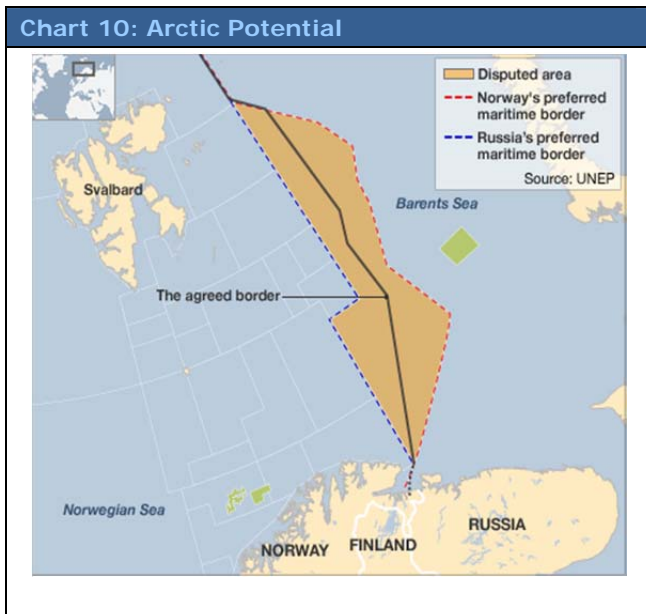 Chart 10: Arctic Potential
Disputed area
Norway's preferred
maritime border
Russia's preferred
maritime border
Source: UNEP
Svalbard
Barents Sea
The agreed border
Norwegian Sea
NORWAY
FINLAND
RUSSIA